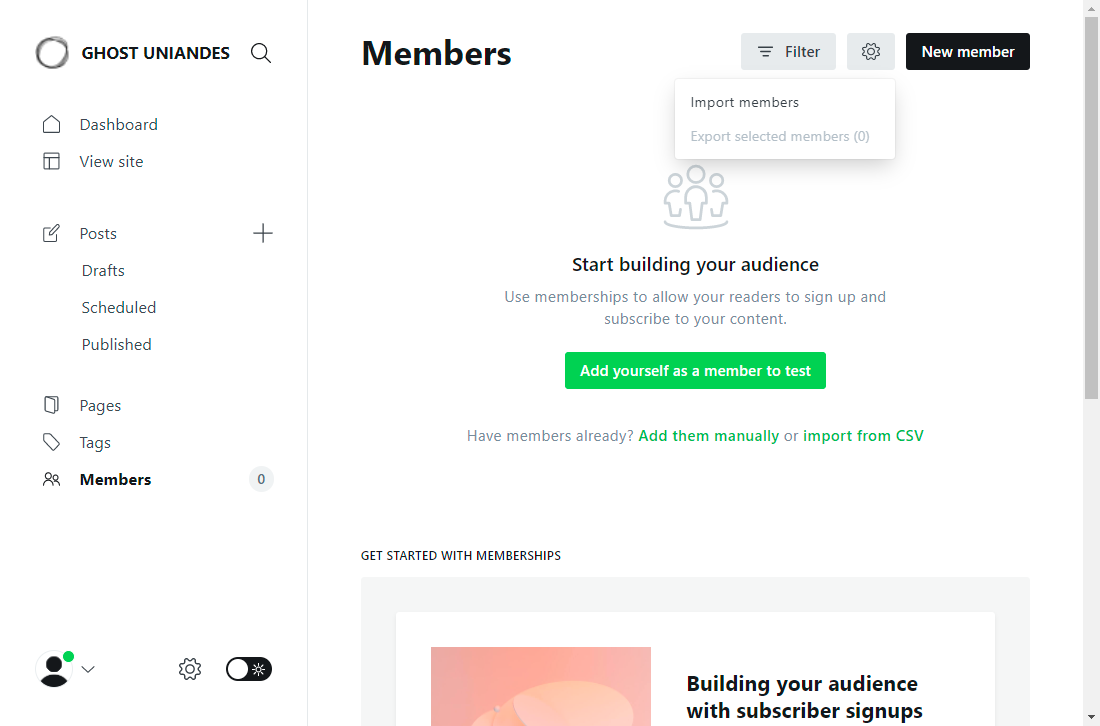 GHOST UNIANDES
Dashboard
View site
Posts
Drafts
Scheduled
Published
Pages
Tags
Members
0
Members
Filter
New member
Import members
Export selected members (0)
Start building your audience
Use memberships to allow your readers to sign up and
subscribe to your content.
Add yourself as a member to test
Have members already? Add them manually or import from CSV
GET STARTED WITH MEMBERSHIPS
Building your audience
with subscriber signups